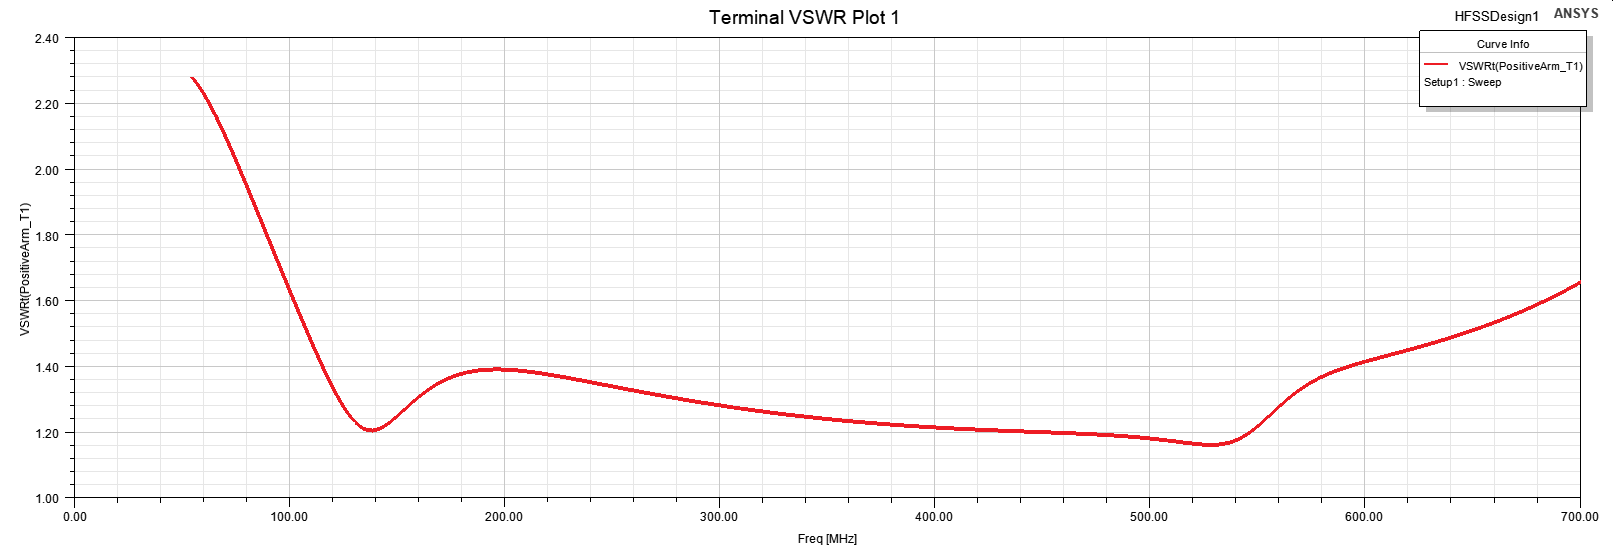 Terminal VSWR Plot 1
HFSSDesign1
ANSYS
Curve Info
VSWRt(PositiveArm_T1)
Setup1 : Sweep
VSWRt(PositiveArm_T1)
2.40
2.20
2.00
1.80
1.60
1.40
1.20
1.00
0.00 100.00 200.00 300.00 400.00 500.00 600.00 700.00
Freq [MHz]